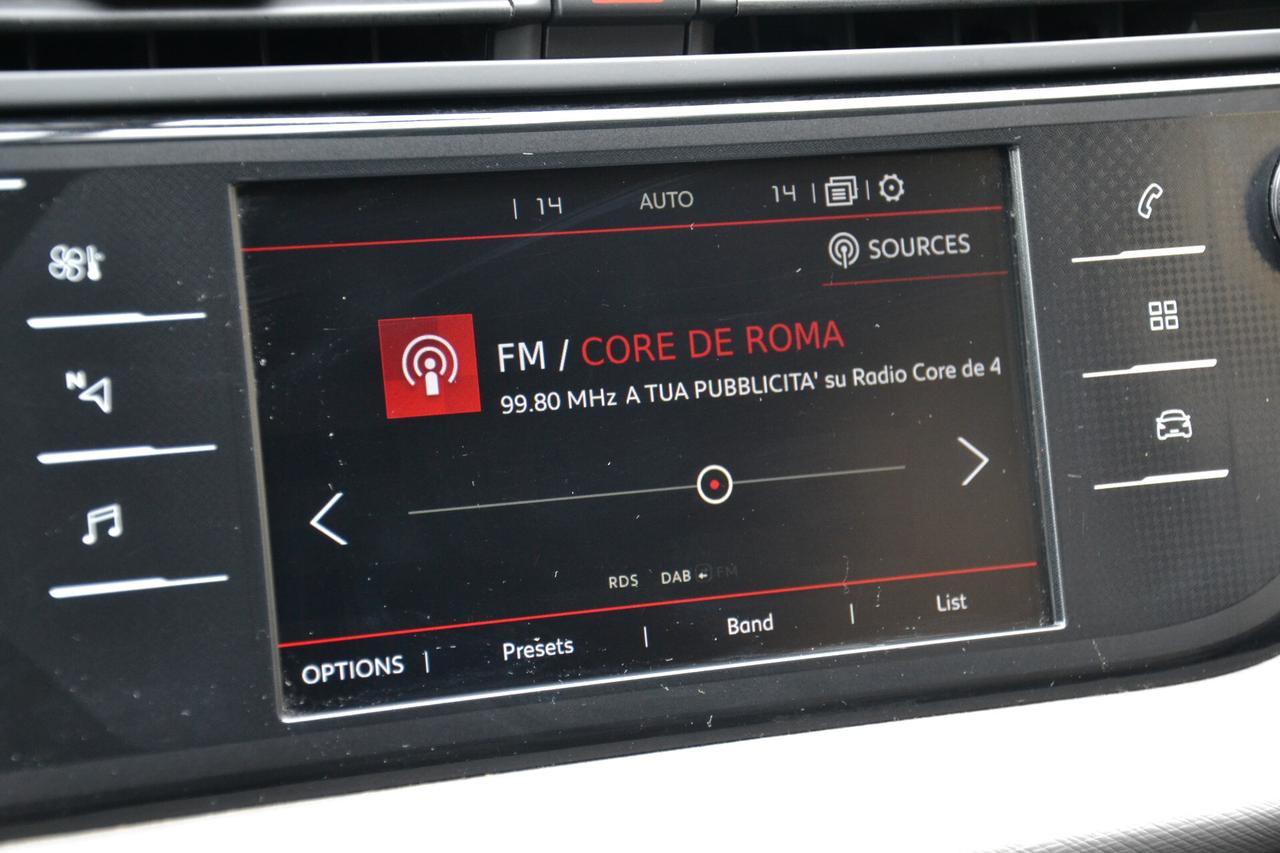 14 AUTO 14
SOURCES
N
FM / CORE DE ROMA
99.80 MHz A TUA PUBBLICITA' su Radio Core de 4
RDS DAB FM
OPTIONS | Presets | Band | List